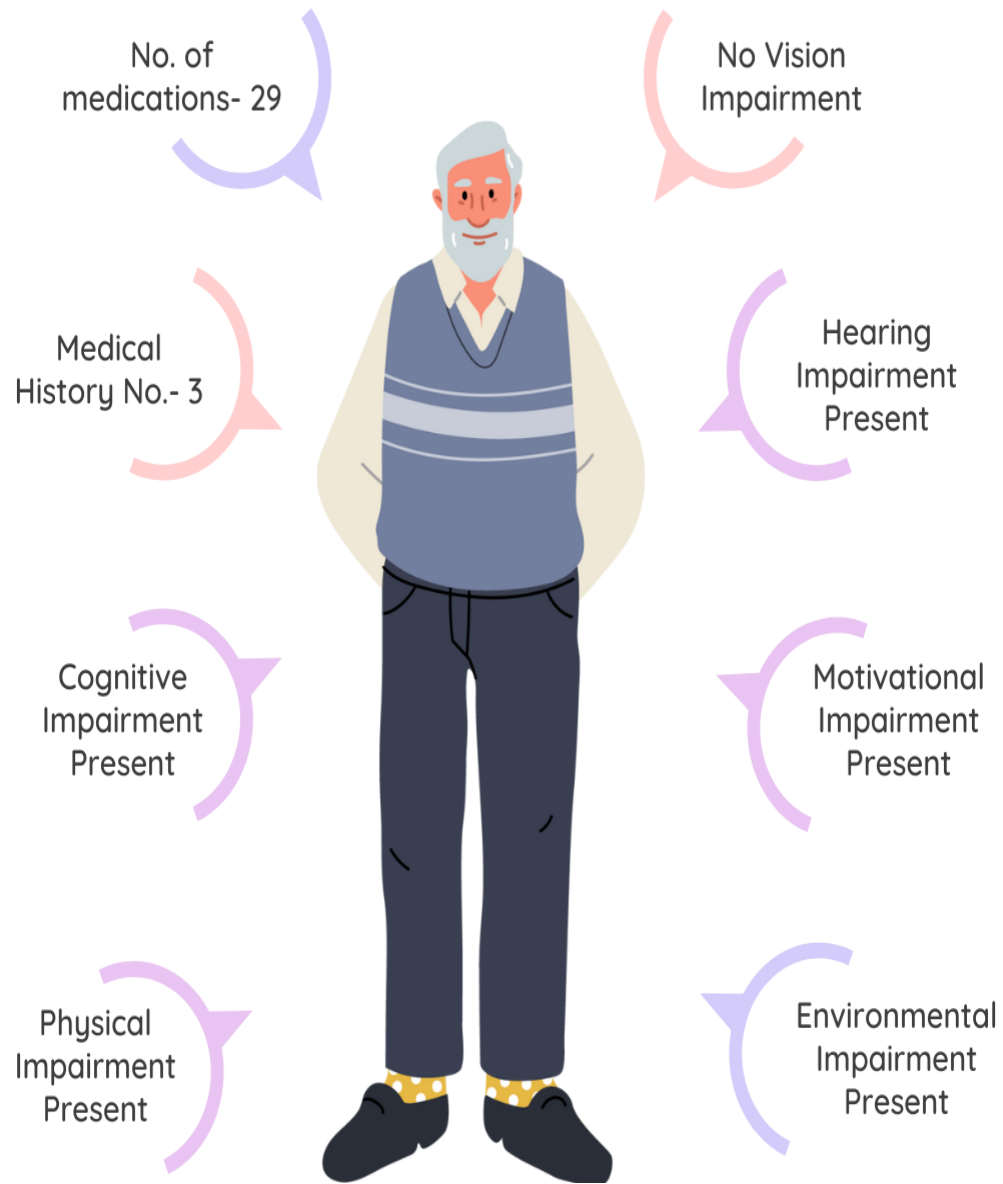 No. of
medications- 29
No Vision
Impairment
Medical
History No.- 3
Hearing
Impairment
Present
Cognitive
Impairment
Present
Motivational
Impairment
Present
Physical
Impairment
Present
Environmental
Impairment
Present